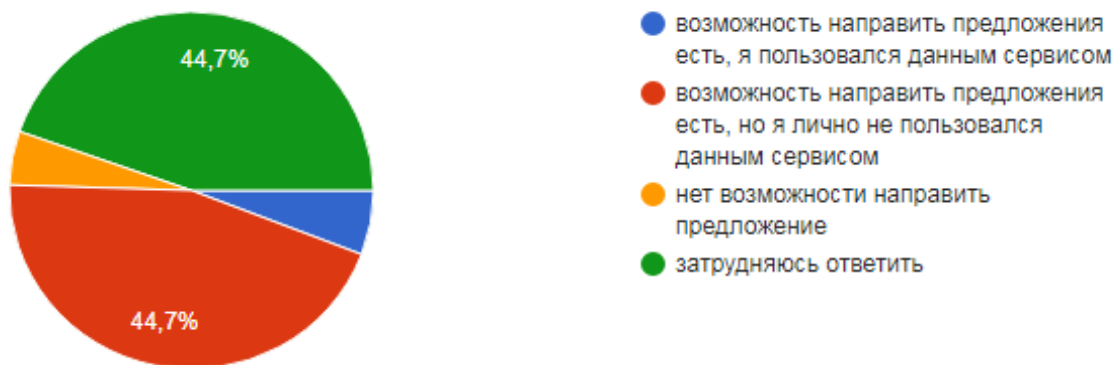 44,7%
44,7%
возможность направить предложения
есть, я пользовался данным сервисом
возможность направить предложения
есть, но я лично не пользовался
данным сервисом
нет возможности направить
предложение
затрудняюсь ответить